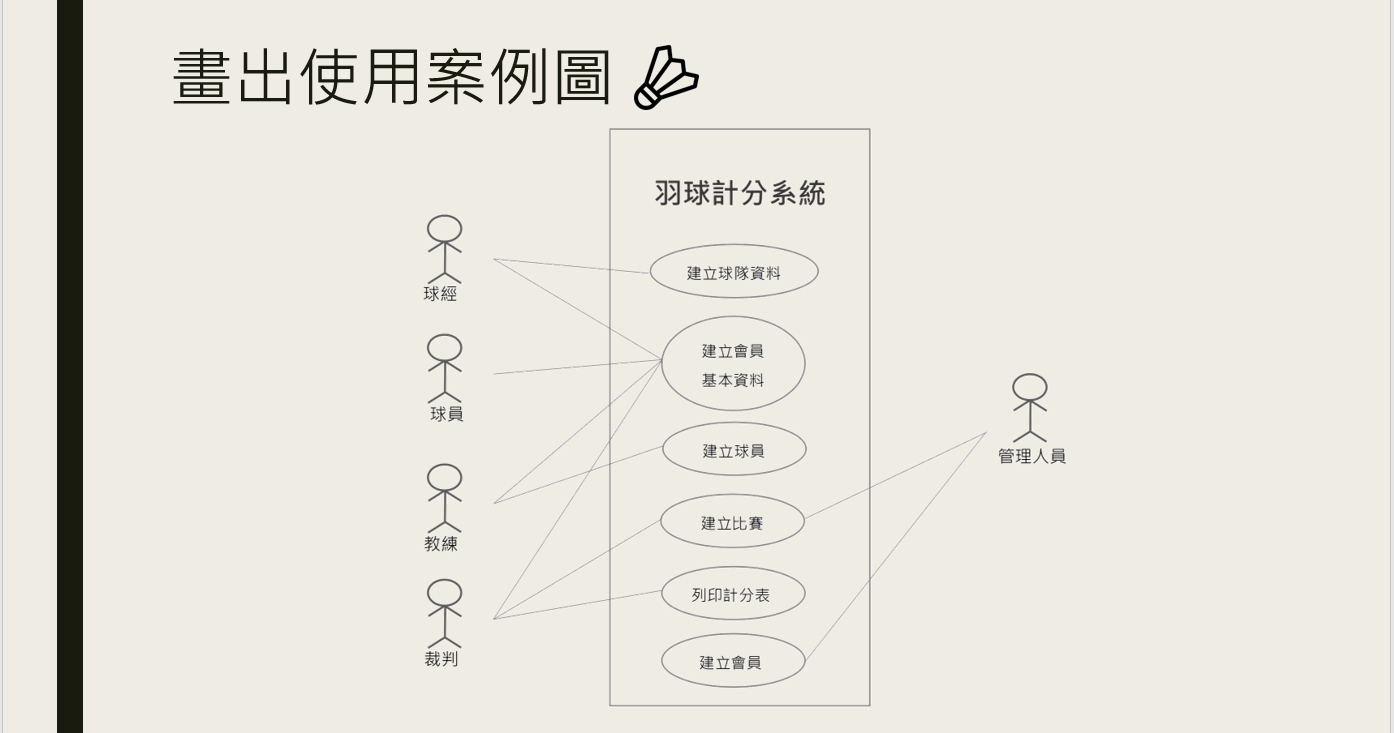 畫出使用案例圖
羽球計分系統
球經
球員
教練
裁判
建立球隊資料
建立會員
基本資料
建立球員
建立比賽
列印計分表
建立會員
管理人員